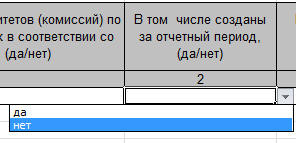 итетов (комиссий) по
к в соответствии со
(да/нет)
В том числе созданы
за отчетный период,
(да/нет)
2
да
нет